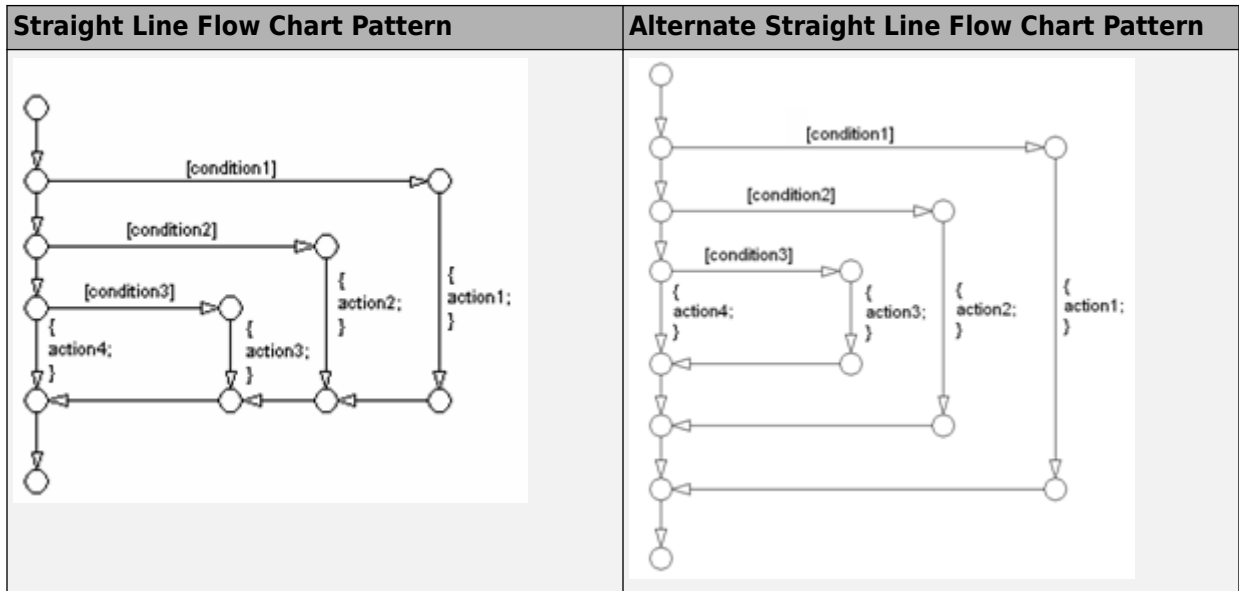 Straight Line Flow Chart Pattern
Alternate Straight Line Flow Chart Pattern
[condition1]
[condition2]
[condition3]
{
action4;
}
{
action3;
}
{
action2;
}
{
action1;
}
[condition1]
[condition2]
[condition3]
{
action4;
}
{
action3;
}
{
action2;
}
{
action1;
}